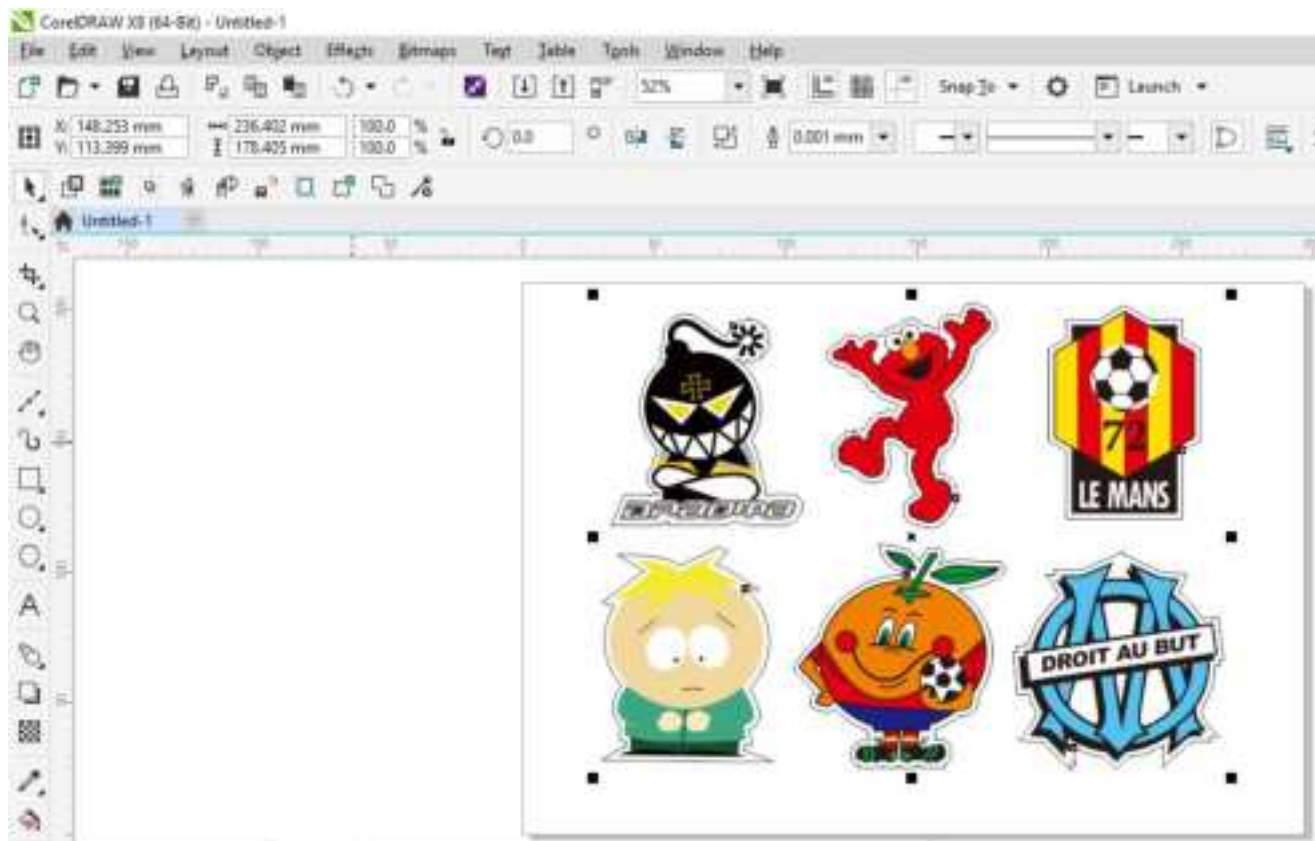 CorelDRAW X8 (64-Bit) - Untitled-1
File Edit View Layout Object Effects Bitmaps Text Table Tools Window Help
52% Snap To Launch
X: 148.253 mm 236.402 mm 100.0 % 0.0 0.001 mm
Y: 113.399 mm 178.405 mm 100.0 %
Untitled-1
72
LE MANS
DROIT AU BUT